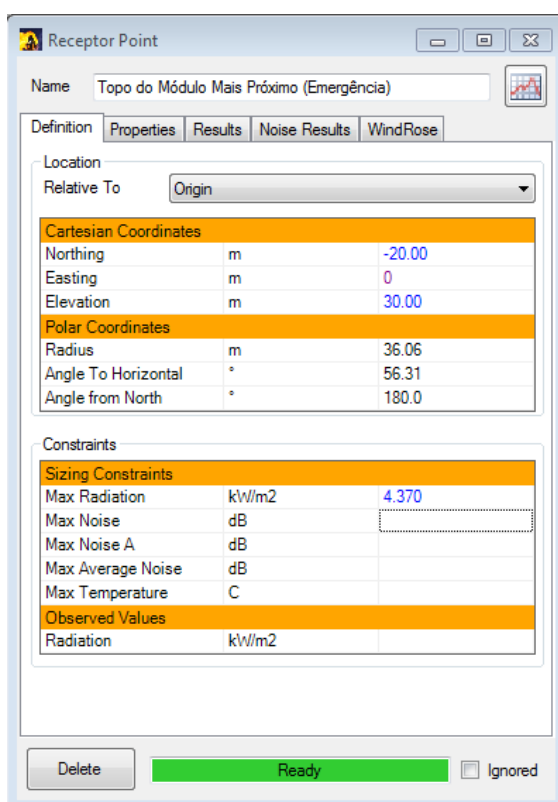 Receptor Point
Name Topo do Módulo Mais Próximo (Emergência)
Definition Properties Results Noise Results WindRose
Location
Relative To Origin
Cartesian Coordinates
Northing m -20.00
Easting m 0
Elevation m 30.00
Polar Coordinates
Radius m 36.06
Angle To Horizontal ° 56.31
Angle from North ° 180.0
Constraints
Sizing Constraints
Max Radiation kW/m2 4.370
Max Noise dB
Max Noise A dB
Max Average Noise dB
Max Temperature C
Observed Values
Radiation kW/m2
Delete Ready Ignored